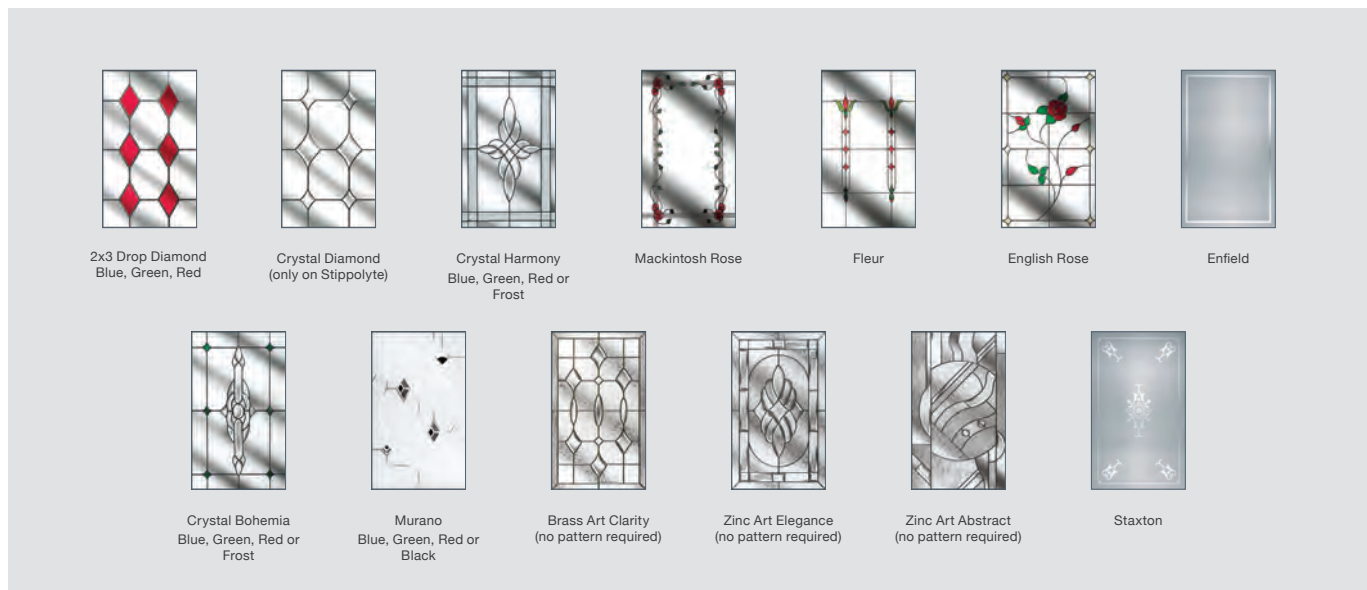 2x3 Drop Diamond
Blue, Green, Red
Crystal Diamond
(only on Stippolyte)
Crystal Harmony
Blue, Green, Red or
Frost
Mackintosh Rose
Fleur
English Rose
Enfield
Crystal Bohemia
Blue, Green, Red or
Frost
Murano
Blue, Green, Red or
Black
Brass Art Clarity
(no pattern required)
Zinc Art Elegance
(no pattern required)
Zinc Art Abstract
(no pattern required)
Staxton